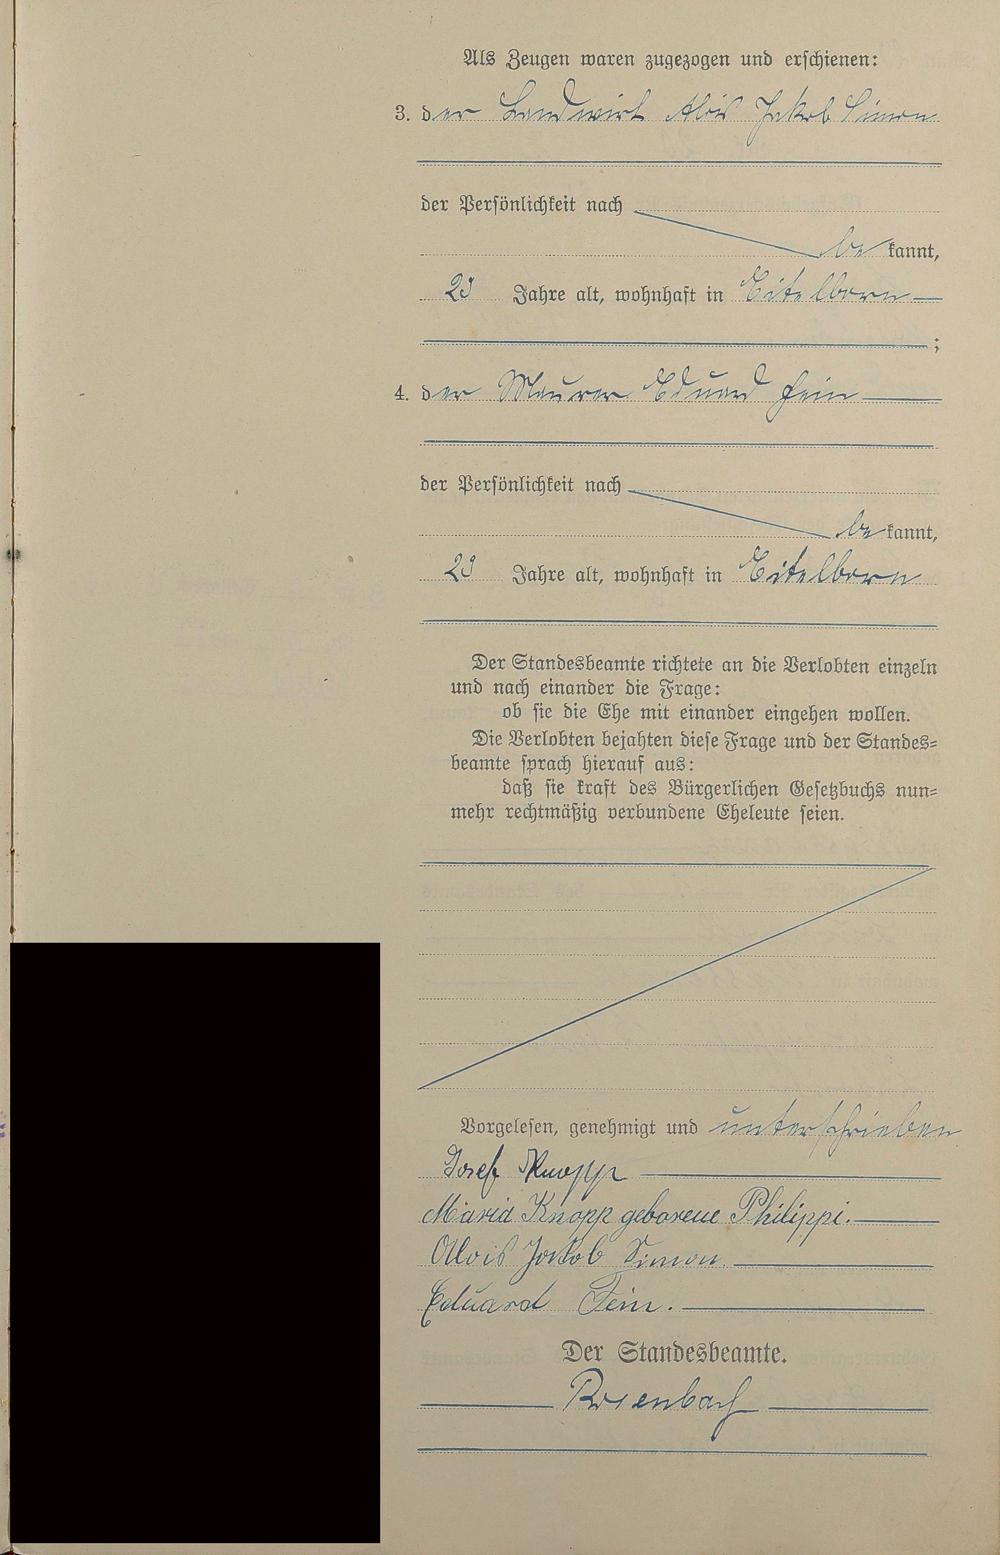 Als Zeugen waren zugezogen und erschienen:
3. der Landwirt Alois Jakob Simon
der Persönlichkeit nach
bekannt,
Jahre alt, wohnhaft in Eitelborn
;
4. der Maurer Eduard Fein
der Persönlichkeit nach
bekannt,
Jahre alt, wohnhaft in Eitelborn
Der Standesbeamte richtete an die Verlobten einzeln
und nach einander die Frage:
ob sie die Ehe mit einander eingehen wollen.
Die Verlobten bejahten diese Frage und der Standes=
beamte sprach hierauf aus:
daß sie kraft des Bürgerlichen Gesetzbuchs nun=
mehr rechtmäßig verbundene Eheleute seien.
Vorgelesen, genehmigt und unterschrieben
Josef Knopp
Maria Knopp geborene Philippi.
Alois Jakob Simon.
Eduard Fein.
Der Standesbeamte.
Rosenbach